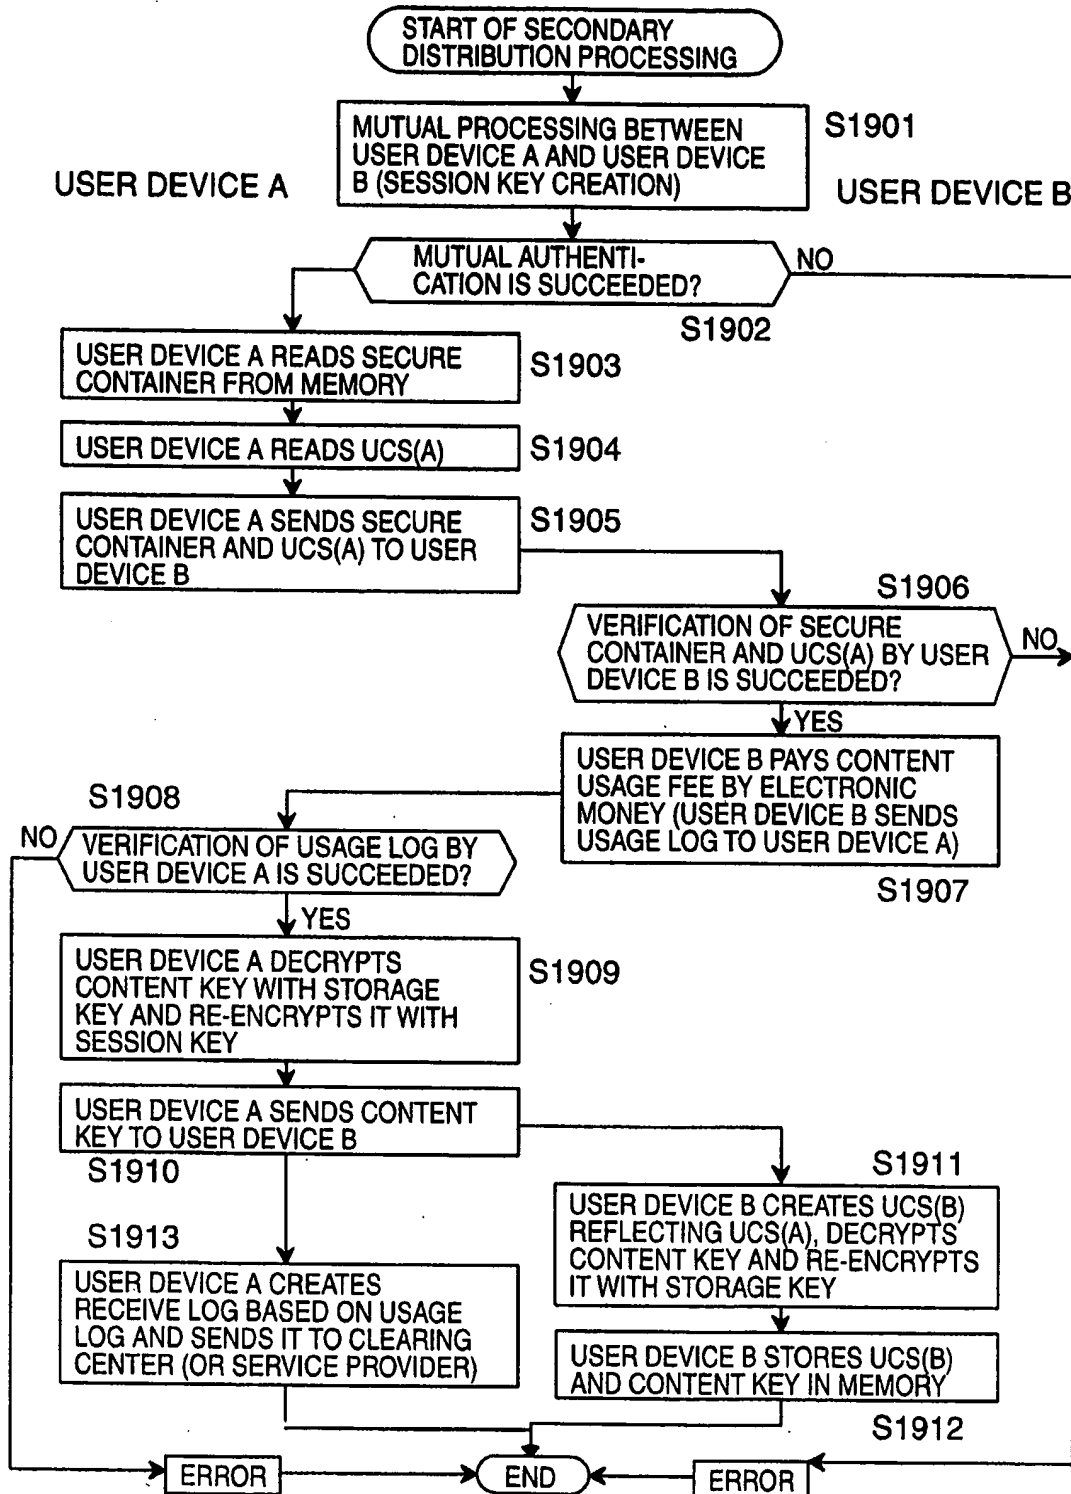 START OF SECONDARY
DISTRIBUTION PROCESSING
MUTUAL PROCESSING BETWEEN
USER DEVICE A AND USER DEVICE
B (SESSION KEY CREATION)
S1901
USER DEVICE A
USER DEVICE B
MUTUAL AUTHENTI-
CATION IS SUCCEEDED?
NO
S1902
USER DEVICE A READS SECURE
CONTAINER FROM MEMORY
S1903
USER DEVICE A READS UCS(A)
S1904
USER DEVICE A SENDS SECURE
CONTAINER AND UCS(A) TO USER
DEVICE B
S1905
S1906
VERIFICATION OF SECURE
CONTAINER AND UCS(A) BY USER
DEVICE B IS SUCCEEDED?
NO
YES
USER DEVICE B PAYS CONTENT
USAGE FEE BY ELECTRONIC
MONEY (USER DEVICE B SENDS
USAGE LOG TO USER DEVICE A)
S1907
S1908
NO
VERIFICATION OF USAGE LOG BY
USER DEVICE A IS SUCCEEDED?
YES
USER DEVICE A DECRYPTS
CONTENT KEY WITH STORAGE
KEY AND RE-ENCRYPTS IT WITH
SESSION KEY
S1909
USER DEVICE A SENDS CONTENT
KEY TO USER DEVICE B
S1910
S1911
USER DEVICE B CREATES UCS(B)
REFLECTING UCS(A), DECRYPTS
CONTENT KEY AND RE-ENCRYPTS
IT WITH STORAGE KEY
S1913
USER DEVICE A CREATES
RECEIVE LOG BASED ON USAGE
LOG AND SENDS IT TO CLEARING
CENTER (OR SERVICE PROVIDER)
USER DEVICE B STORES UCS(B)
AND CONTENT KEY IN MEMORY
S1912
ERROR
END
ERROR